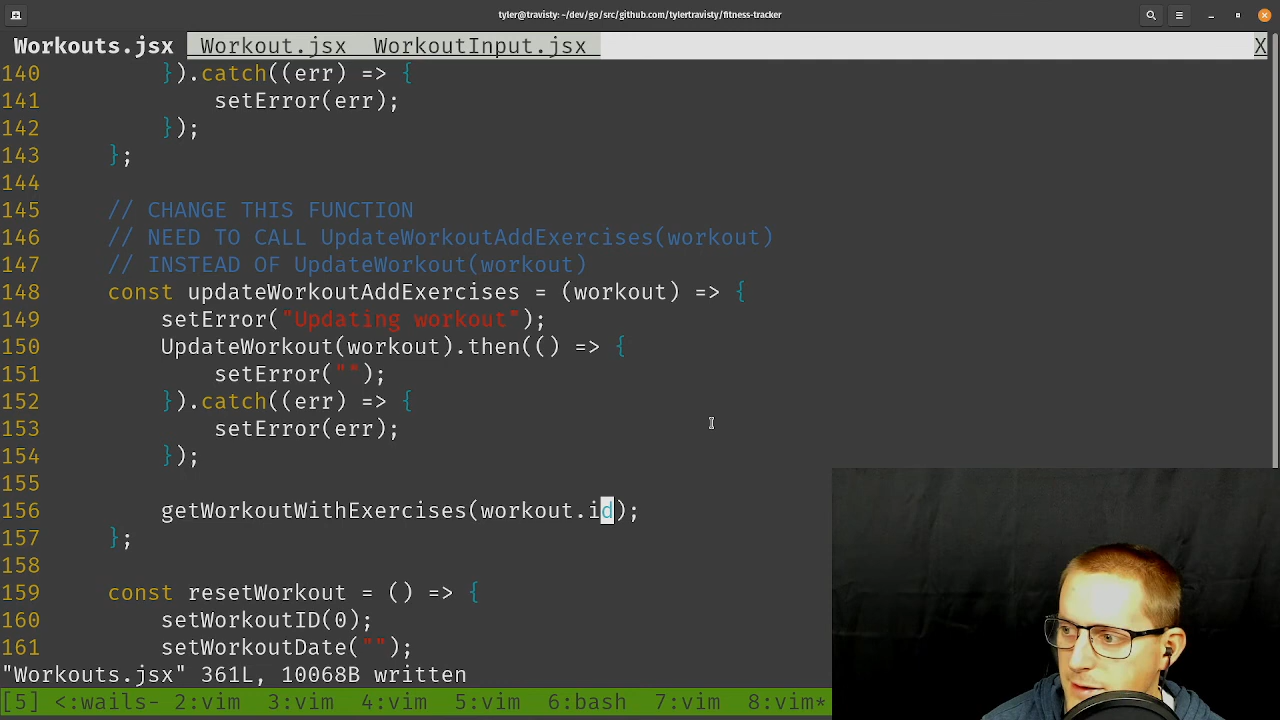 tyler@travisty:~/dev/go/src/github.com/tylertravisty/fitness-tracker
Workouts.jsx Workout.jsx WorkoutInput.jsx X
140 }).catch((err) => {
141 setError(err);
142 });
143 };
144
145 // CHANGE THIS FUNCTION
146 // NEED TO CALL UpdateWorkoutAddExercises(workout)
147 // INSTEAD OF UpdateWorkout(workout)
148 const updateWorkoutAddExercises = (workout) => {
149 setError("Updating workout");
150 UpdateWorkout(workout).then(() => {
151 setError("");
152 }).catch((err) => {
153 setError(err);
154 });
155
156 getWorkoutWithExercises(workout.id);
157 };
158
159 const resetWorkout = () => {
160 setWorkoutID(0);
161 setWorkoutDate("");
"Workouts.jsx" 361L, 10068B written
[5] <:wails- 2:vim 3:vim 4:vim 5:vim 6:bash 7:vim 8:vim*